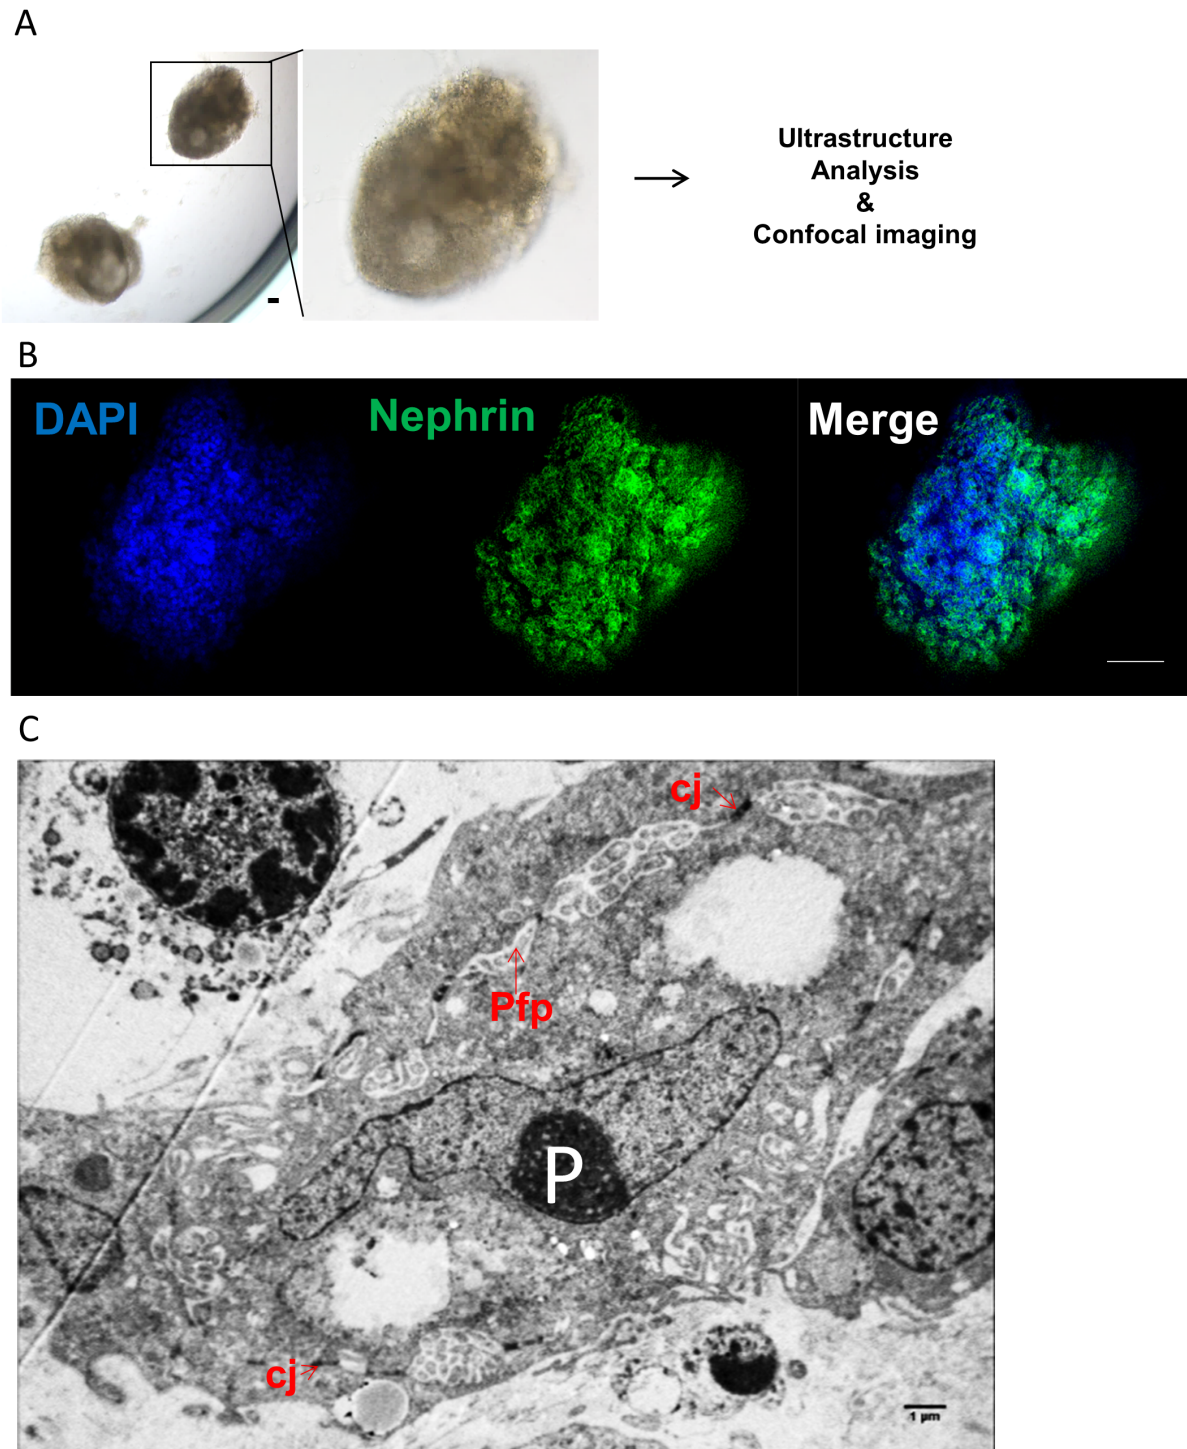 A
Ultrastructure
Analysis
&
Confocal imaging
B
DAPI
Nephrin
Merge
C
cj
Pfp
P
cj
1 µm